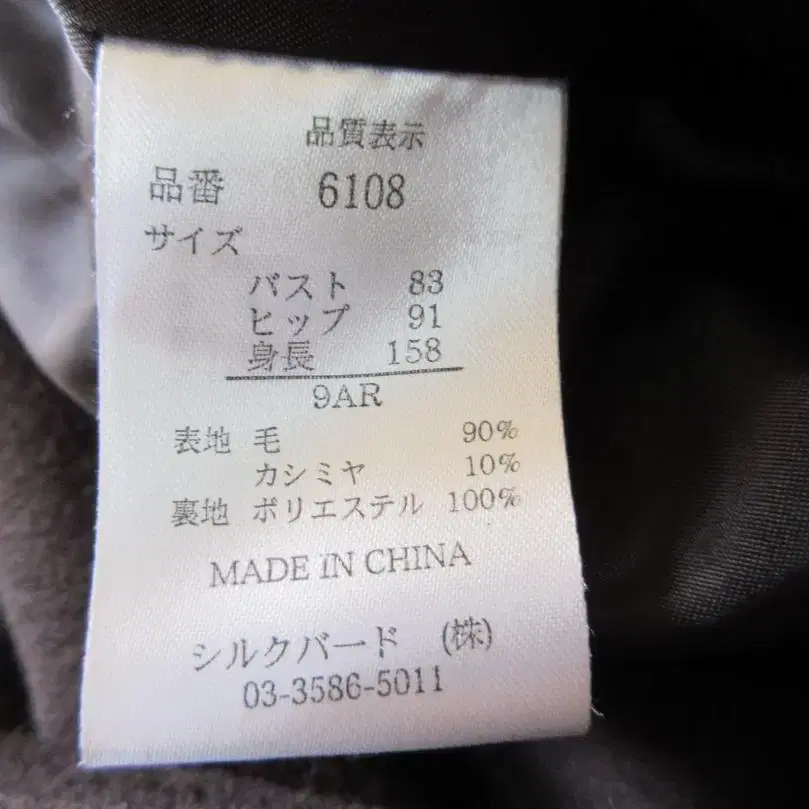 品質表示
品番 6108
サイズ
バスト 83
ヒップ 91
身長 158
9AR
表地 毛 90%
カシミヤ 10%
裏地 ポリエステル 100%
MADE IN CHINA
シルクバード (株)
03-3586-5011